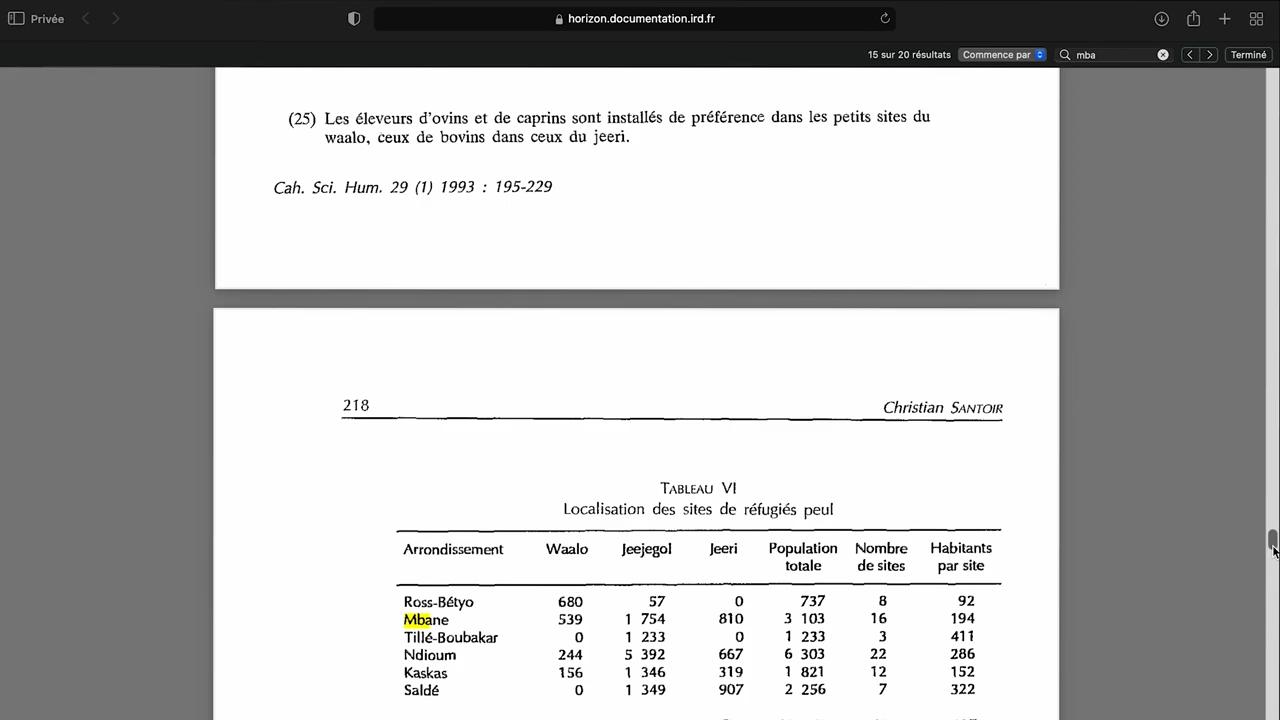 Privée
horizon.documentation.ird.fr
15 sur 20 résultats
Commence par
mba
Terminé
(25) Les éleveurs d'ovins et de caprins sont installés de préférence dans les petits sites du
waalo, ceux de bovins dans ceux du jeeri.
Cah. Sci. Hum. 29 (1) 1993 : 195-229
218 Christian SANTOIR
TABLEAU VI
Localisation des sites de réfugiés peul
Arrondissement Waalo Jeejegol Jeeri Population Nombre Habitants
totale de sites par site
Ross-Bétyo 680 57 0 737 8 92
Mbane 539 1 754 810 3 103 16 194
Tillé-Boubakar 0 1 233 0 1 233 3 411
Ndioum 244 5 392 667 6 303 22 286
Kaskas 156 1 346 319 1 821 12 152
Saldé 0 1 349 907 2 256 7 322